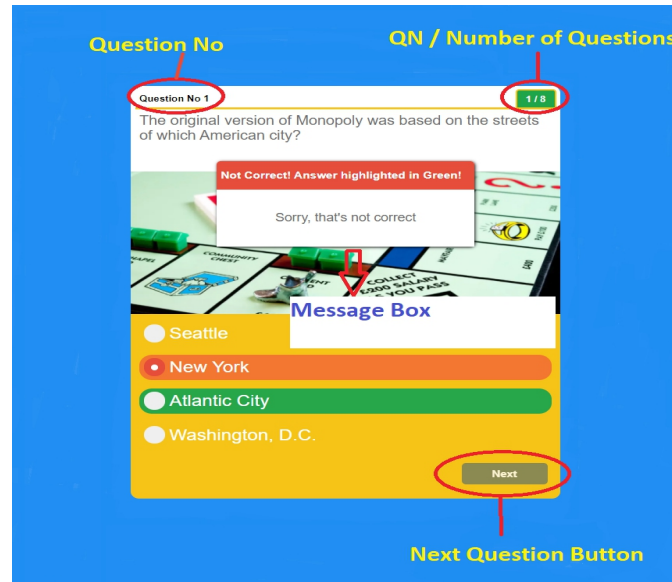 Question No
QN / Number of Questions
Question No 1
1 / 8
The original version of Monopoly was based on the streets
of which American city?
Not Correct! Answer highlighted in Green!
Sorry, that's not correct
COMMUNITY
CHEST
COLLECT
£200 SALARY
AS YOU PASS
Message Box
Seattle
New York
Atlantic City
Washington, D.C.
Next
Next Question Button